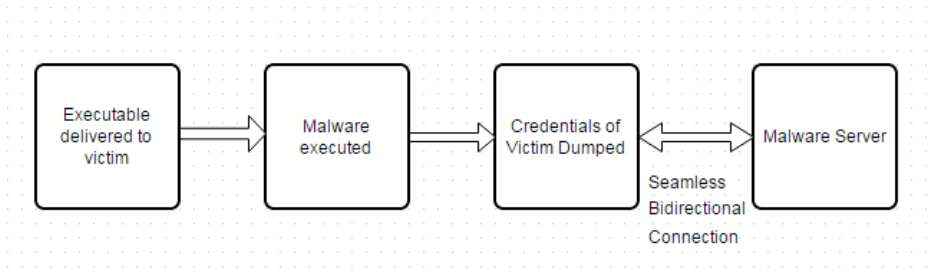 Executable
delivered to
victim
Malware
executed
Credentials of
Victim Dumped
Seamless
Bidirectional
Connection
Malware Server